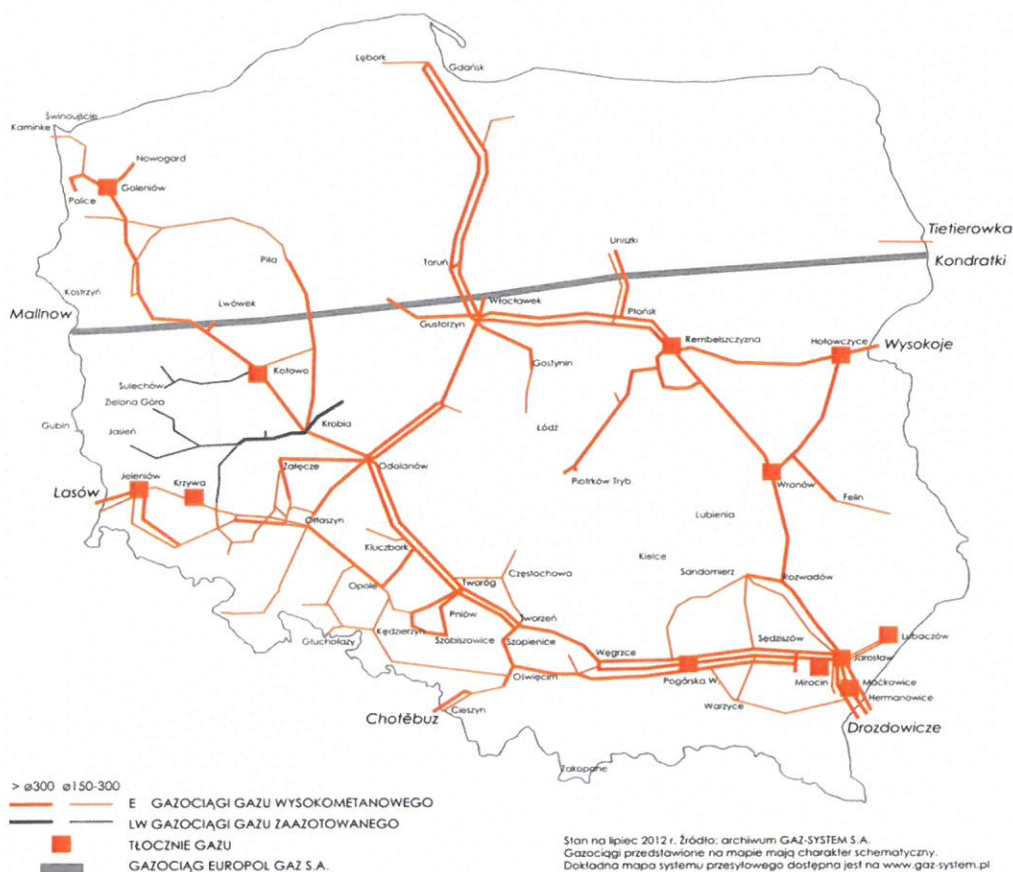 Lębork
Gdańsk
Świnoujście
Kaminke
Nowogard
Goleniów
Police
Tietierowka
Uniszki
Kondratki
Piła
Toruń
Kostrzyń
Lwówek
Włocławek
Mallnow
Gustorzyn
Płońsk
Rembelszczyzna
Hołowczyce
Wysokoje
Gostynin
Kotowo
Sulechów
Zielona Góra
Krobia
Gubin
Jasień
Łódź
Załęcze
Odolanów
Jeleniów
Krzywa
Piotrków Tryb
Wronów
Lasów
Felin
Ołtaszyn
Lubienia
Kluczbork
Kielce
Częstochowa
Sandomierz
Rozwadów
Opole
Tworóg
Pniów
Tworzeń
Kędzierzyn
Szobiszowice
Szopienice
Głuchołazy
Sędziszów
Lubaczów
Węgrzce
Jarosław
Oświęcim
Pogórska W.
Mirocin
Maćkowice
Hermanowice
Warzyce
Cieszyn
Chotěbuz
Drozdowicze
Zakopane
> ø300 ø150-300
E GAZOCIĄGI GAZU WYSOKOMETANOWEGO
LW GAZOCIĄGI GAZU ZAAZOTOWANEGO
TŁOCZNIE GAZU
GAZOCIĄG EUROPOL GAZ S.A.
Stan na lipiec 2012 r. Źródło: archiwum GAZ-SYSTEM S.A.
Gazociągi przedstawione na mapie mają charakter schematyczny.
Dokładna mapa systemu przesyłowego dostępna jest na www.gaz-system.pl